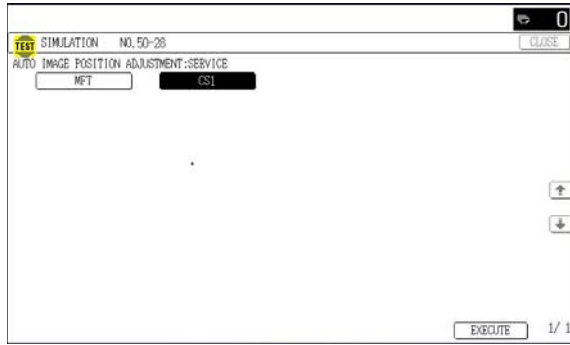 0
TEST SIMULATION NO.50-28 CLOSE
AUTO IMAGE POSITION ADJUSTMENT:SERVICE
MFT CS1
EXECUTE 1/ 1